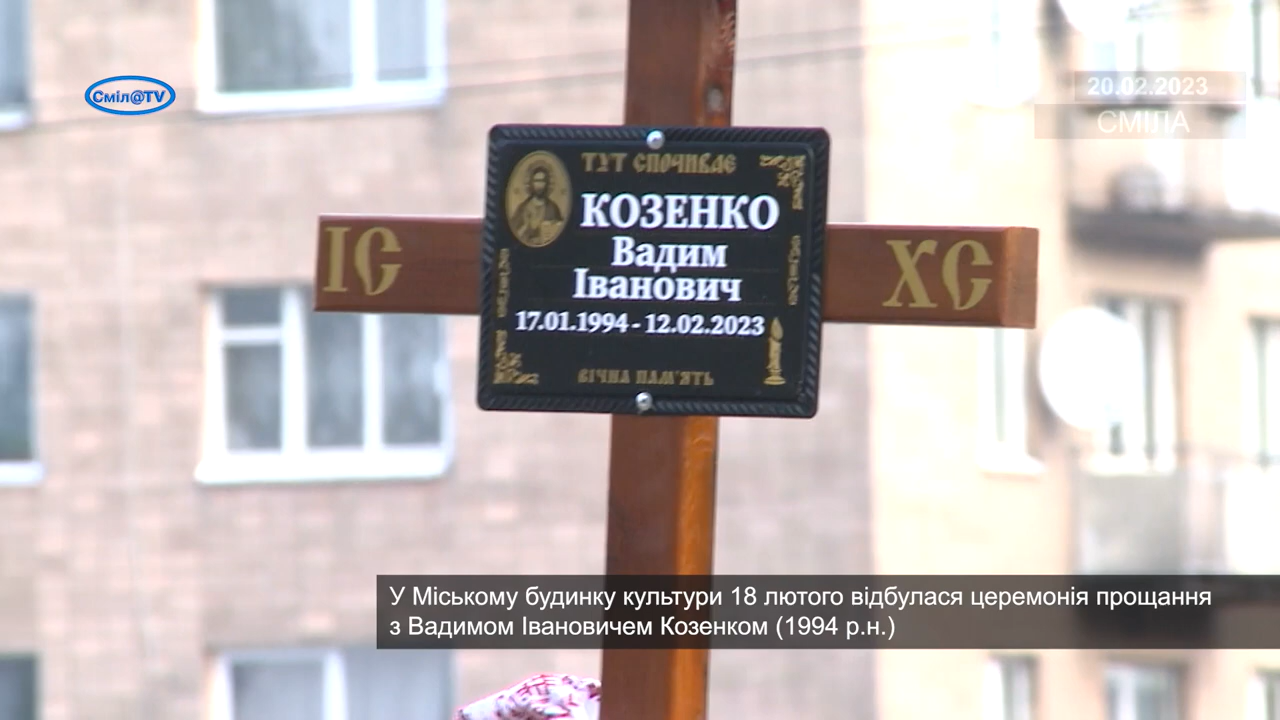 Сміл@TV
20.02.2023
СМІЛА
ТУТ СПОЧИВАЄ
КОЗЕНКО
Вадим
Іванович
17.01.1994 - 12.02.2023
ВІЧНА ПАМ'ЯТЬ
ІС
ХС
У Міському будинку культури 18 лютого відбулася церемонія прощання
з Вадимом Івановичем Козенком (1994 р.н.)